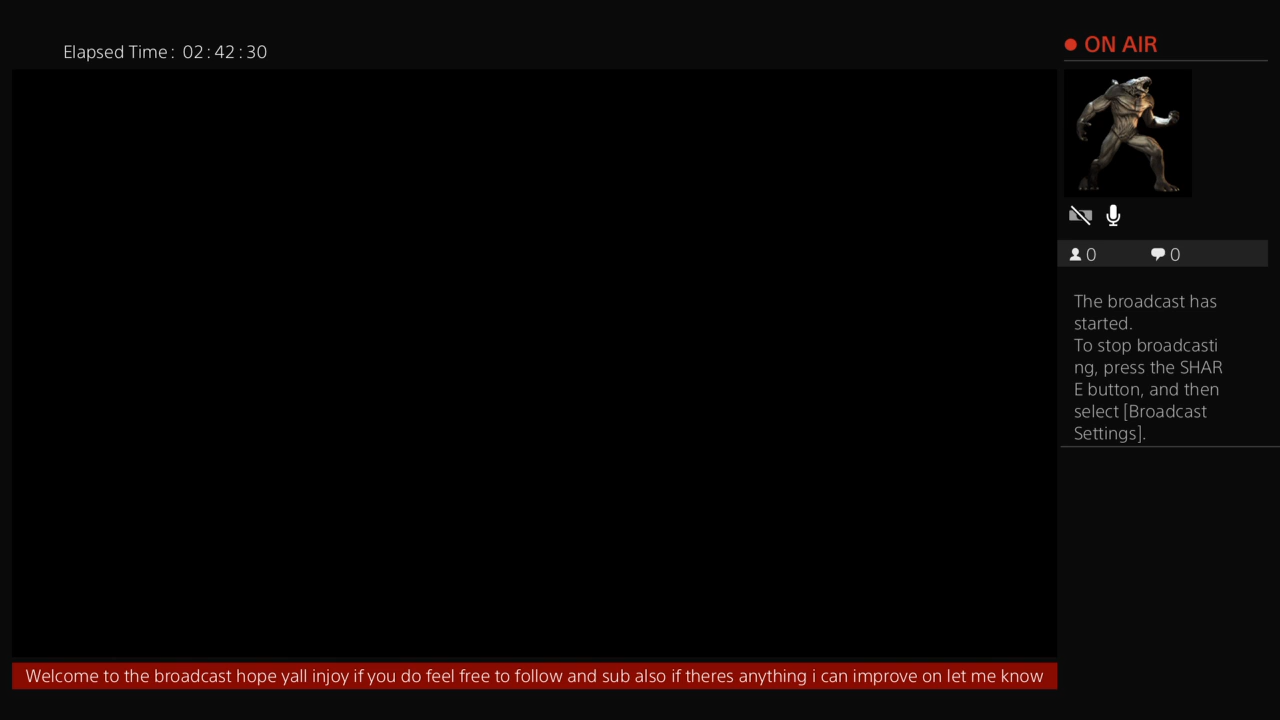 Elapsed Time: 02:42:30
ON AIR
0 0
The broadcast has
started.
To stop broadcasti
ng, press the SHAR
E button, and then
select [Broadcast
Settings].
Welcome to the broadcast hope yall injoy if you do feel free to follow and sub also if theres anything i can improve on let me know